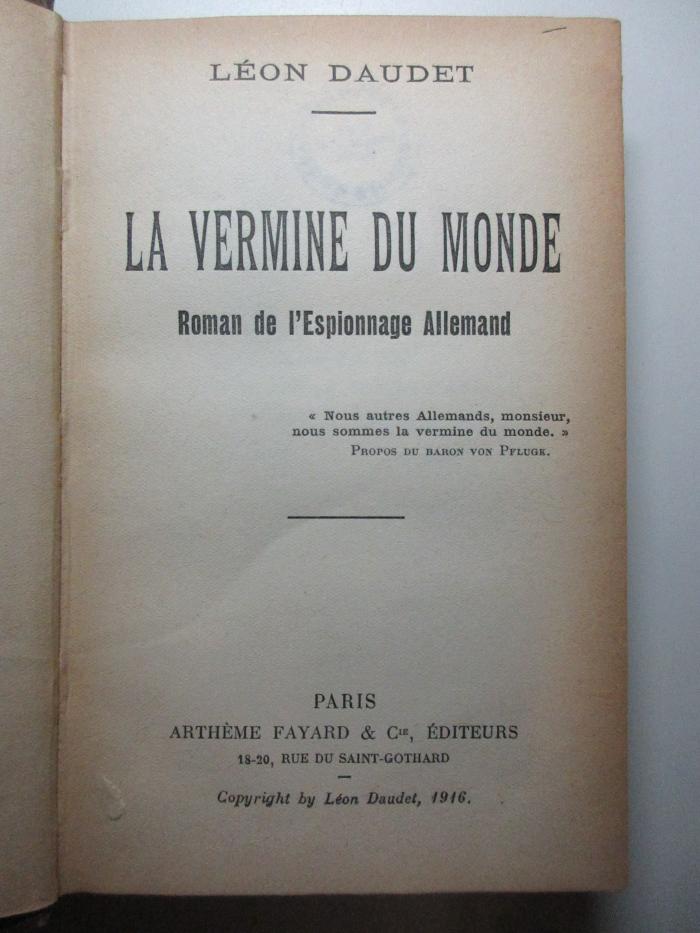 LÉON DAUDET
LA VERMINE DU MONDE
Roman de l'Espionnage Allemand
« Nous autres Allemands, monsieur,
nous sommes la vermine du monde. »
PROPOS DU BARON VON PFLUGK.
PARIS
ARTHÈME FAYARD & CIE, ÉDITEURS
18-20, RUE DU SAINT-GOTHARD
Copyright by Léon Daudet, 1916.